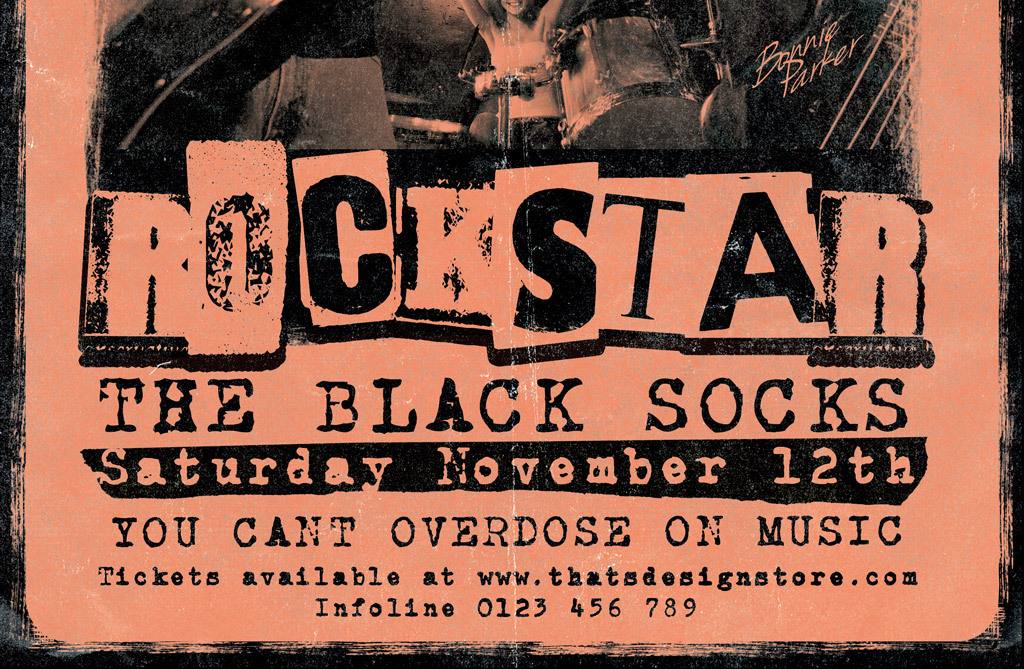 Bonnie
Parker
ROCKSTAR
THE BLACK SOCKS
Saturday November 12th
YOU CANT OVERDOSE ON MUSIC
Tickets available at www.thatsdesignstore.com
Infoline 0123 456 789